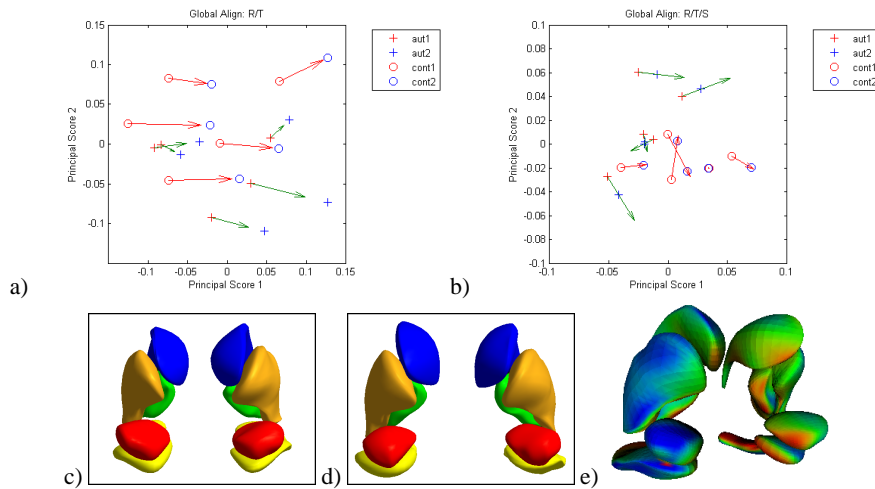 Global Align: R/T
0.15
0.1
0.05
0
-0.05
-0.1
Principal Score 2
-0.1
-0.05
0
0.05
0.1
0.15
Principal Score 1
aut1
aut2
cont1
cont2
a)
Global Align: R/T/S
0.1
0.08
0.06
0.04
0.02
0
-0.02
-0.04
-0.06
-0.08
-0.1
Principal Score 2
-0.1
-0.05
0
0.05
0.1
Principal Score 1
aut1
aut2
cont1
cont2
b)
c)
d)
e)